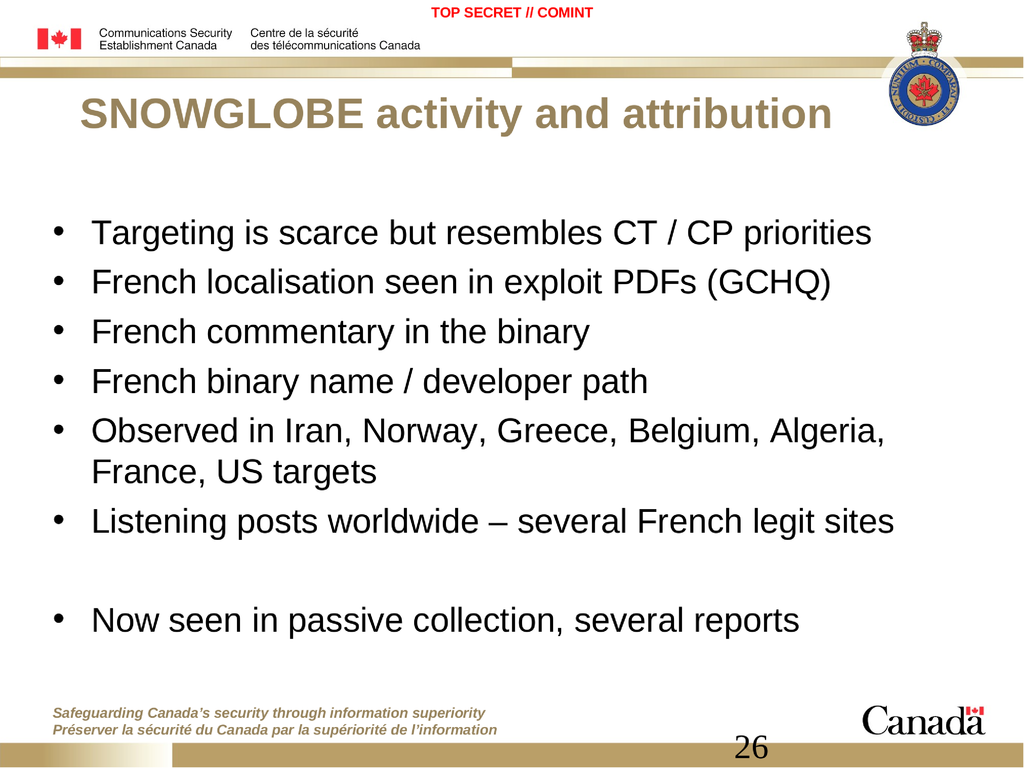 TOP SECRET // COMINT
Communications Security Establishment Canada
Centre de la sécurité des télécommunications Canada
SNOWGLOBE activity and attribution
• Targeting is scarce but resembles CT / CP priorities
• French localisation seen in exploit PDFs (GCHQ)
• French commentary in the binary
• French binary name / developer path
• Observed in Iran, Norway, Greece, Belgium, Algeria,
France, US targets
• Listening posts worldwide – several French legit sites
• Now seen in passive collection, several reports
Safeguarding Canada's security through information superiority
Préserver la sécurité du Canada par la supériorité de l'information
Canada
26